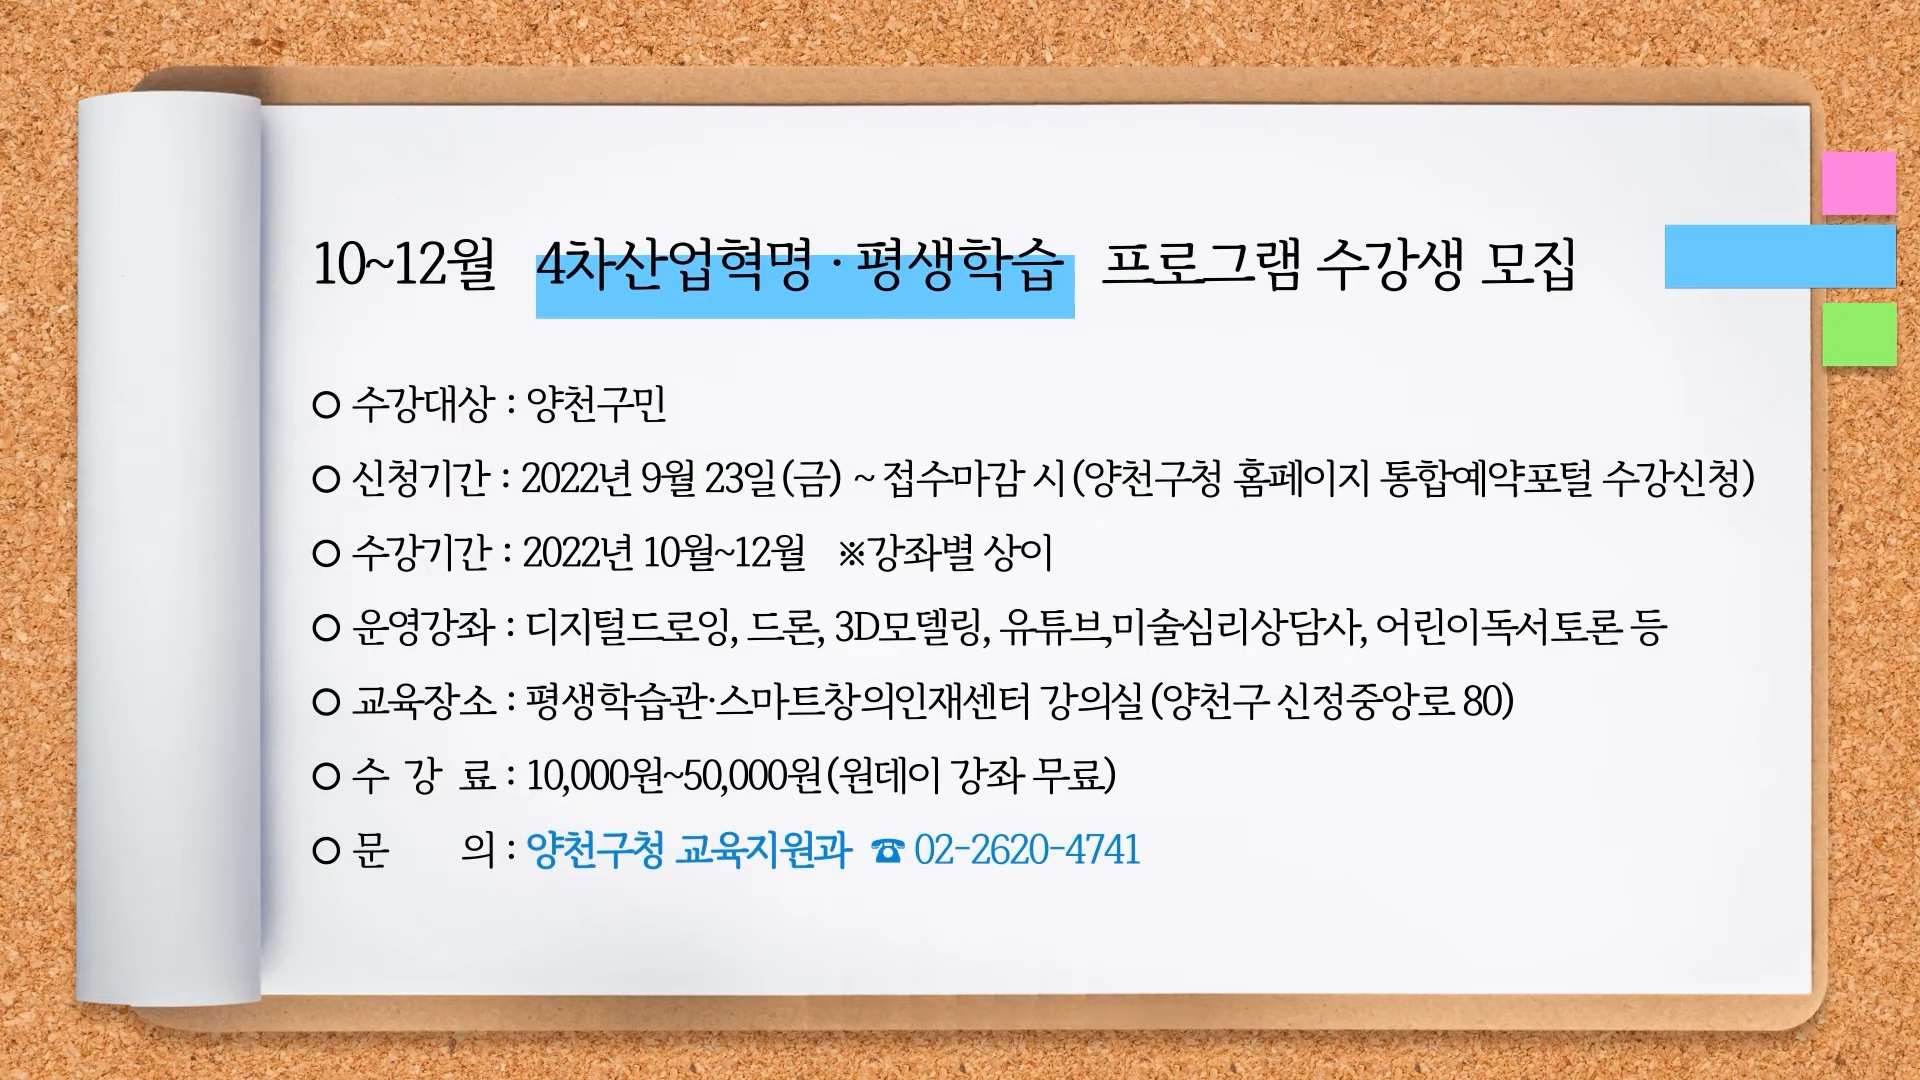 10~12월 4차산업혁명 · 평생학습 프로그램 수강생 모집
○ 수강대상 : 양천구민
○ 신청기간 : 2022년 9월 23일(금) ~ 접수마감 시(양천구청 홈페이지 통합예약포털 수강신청)
○ 수강기간 : 2022년 10월~12월 ※강좌별 상이
○ 운영강좌 : 디지털드로잉, 드론, 3D모델링, 유튜브,미술심리상담사, 어린이독서토론 등
○ 교육장소 : 평생학습관·스마트창의인재센터 강의실(양천구 신정중앙로 80)
○ 수 강 료 : 10,000원~50,000원(원데이 강좌 무료)
○ 문 의 : 양천구청 교육지원과 ☎ 02-2620-4741